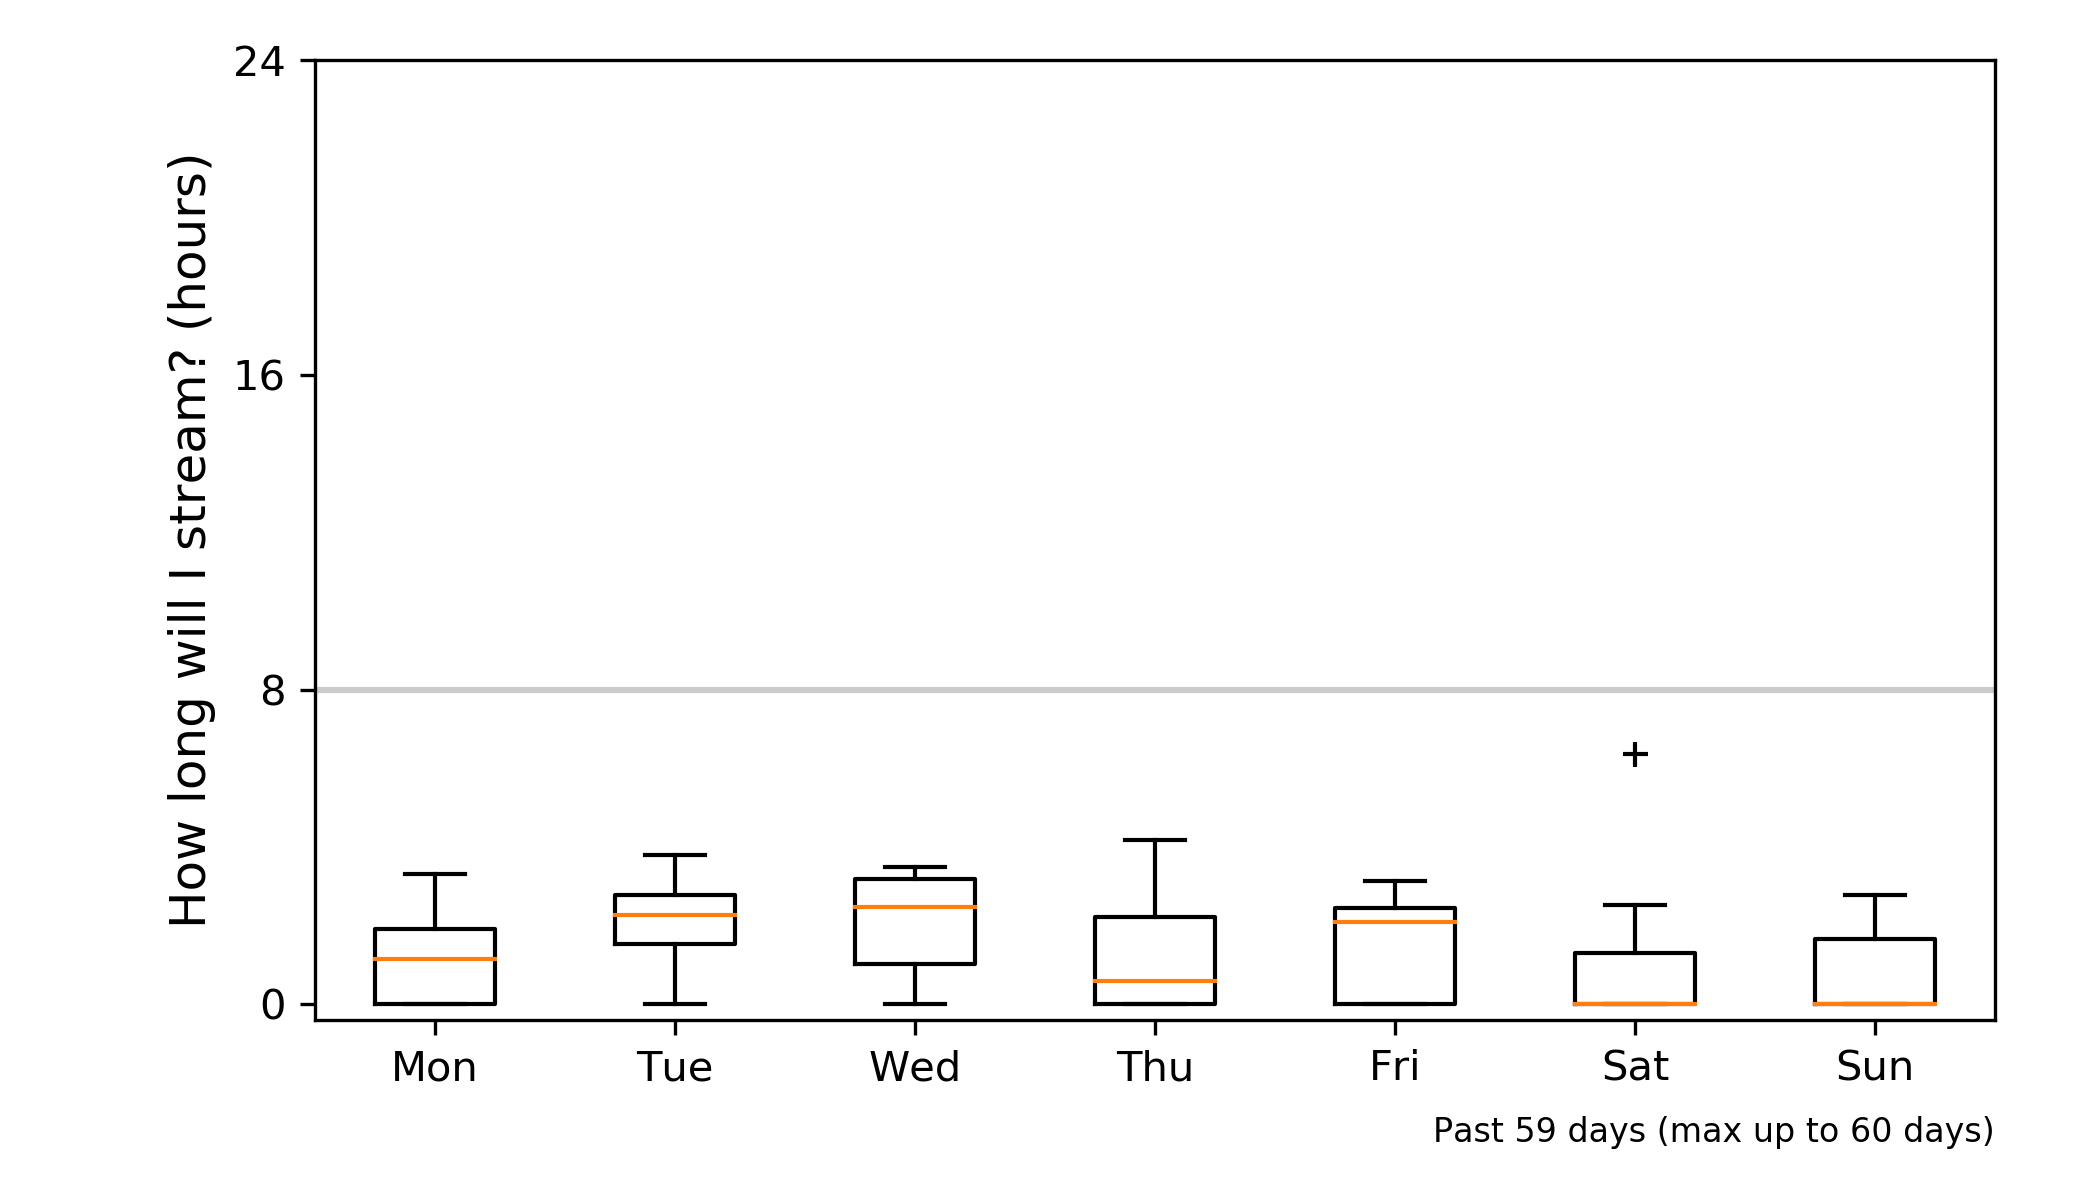 How long will I stream? (hours)
24
16
8
0
Mon Tue Wed Thu Fri Sat Sun
Past 59 days (max up to 60 days)